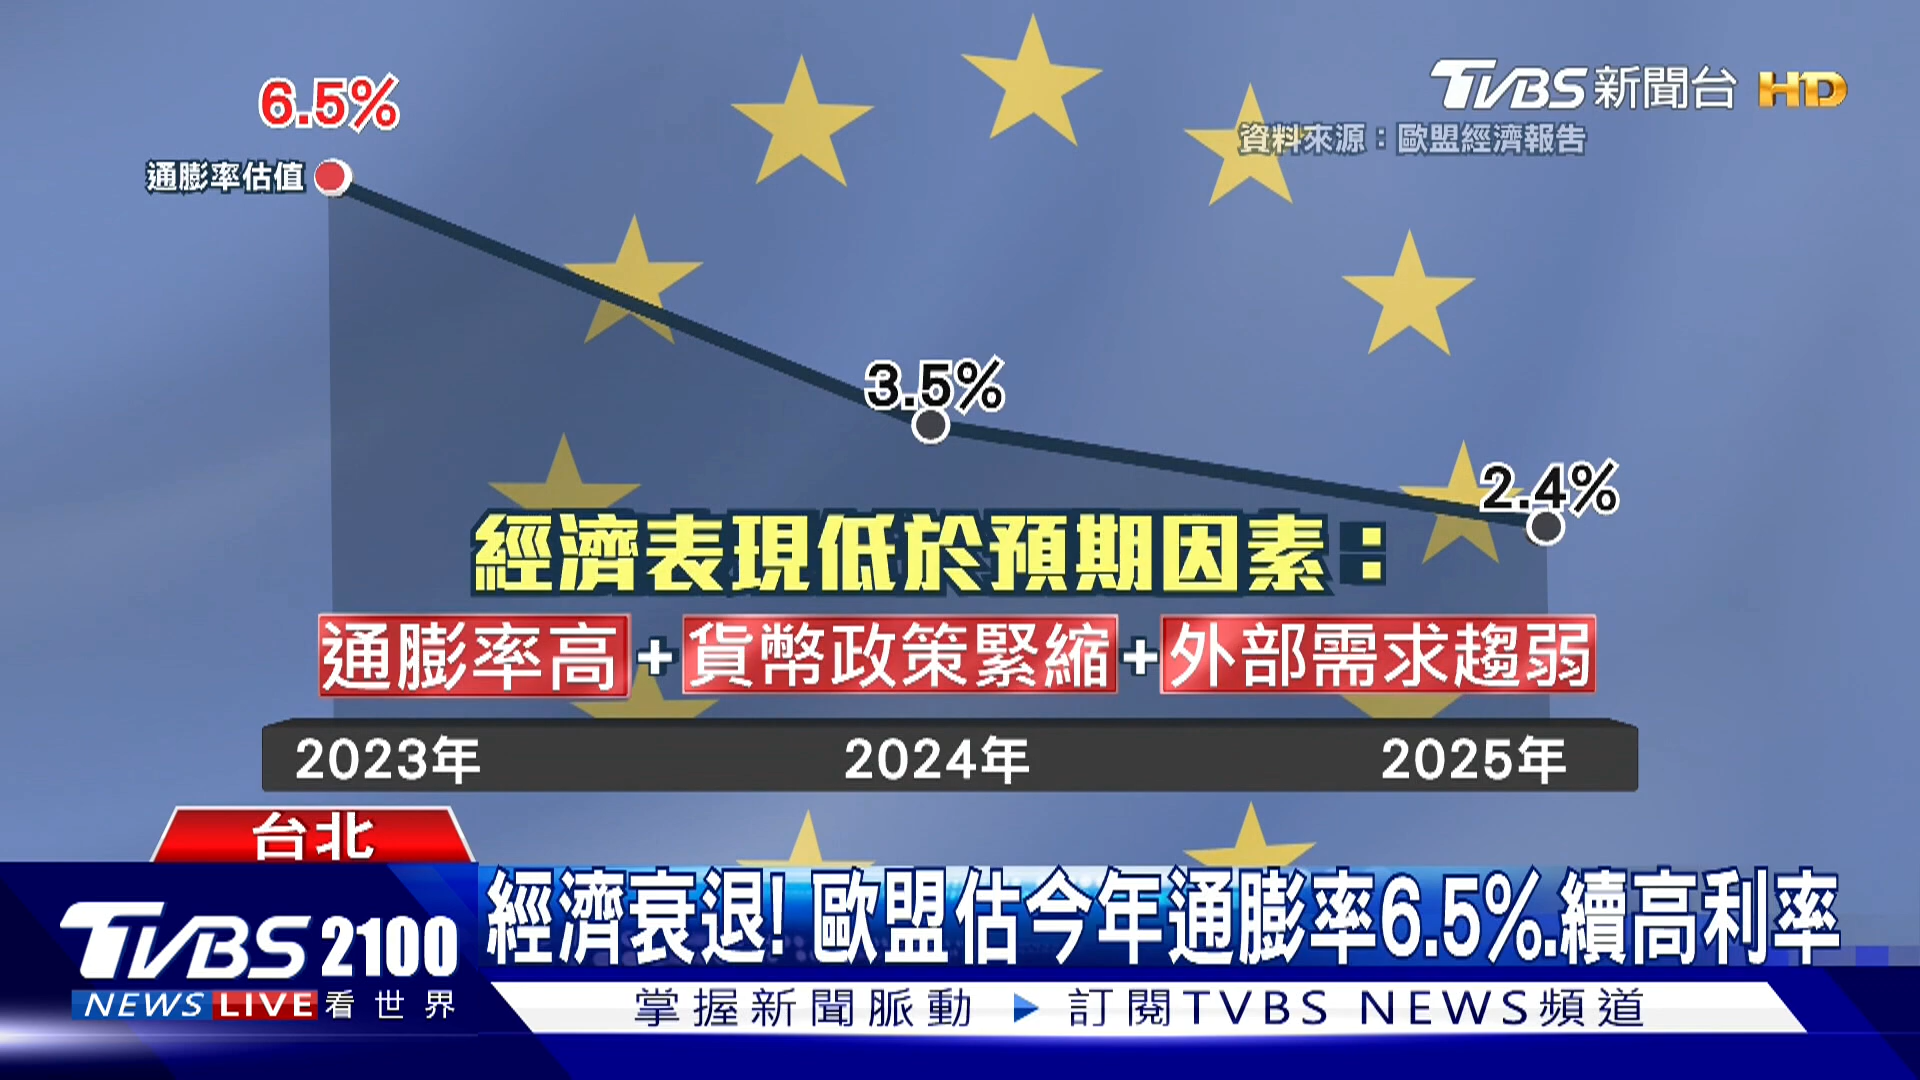 TVBS新聞台 HD
6.5%
資料來源：歐盟經濟報告
通膨率估值
3.5%
2.4%
經濟表現低於預期因素：
通膨率高+貨幣政策緊縮+外部需求趨弱
2023年 2024年 2025年
台北
經濟衰退! 歐盟估今年通膨率6.5%.續高利率
TVBS 2100
NEWS LIVE 看世界
掌握新聞脈動 ▶ 訂閱TVBS NEWS頻道